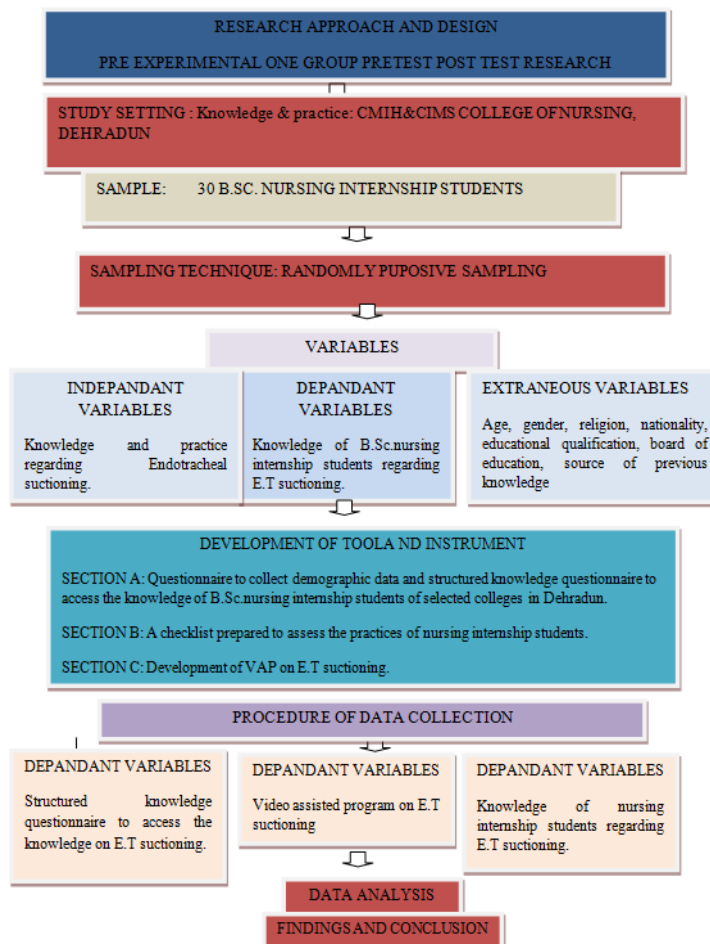 RESEARCH APPROACH AND DESIGN
PRE EXPERIMENTAL ONE GROUP PRETEST POST TEST RESEARCH
STUDY SETTING : Knowledge & practice: CMIH&CIMS COLLEGE OF NURSING,
DEHRADUN
SAMPLE: 30 B.SC. NURSING INTERNSHIP STUDENTS
SAMPLING TECHNIQUE: RANDOMLY PUPOSIVE SAMPLING
VARIABLES
INDEPANDANT
VARIABLES
Knowledge and practice
regarding Endotracheal
suctioning.
DEPANDANT
VARIABLES
Knowledge of B.Sc.nursing
internship students regarding
E.T suctioning.
EXTRANEOUS VARIABLES
Age, gender, religion, nationality,
educational qualification, board of
education, source of previous
knowledge
DEVELOPMENT OF TOOLA ND INSTRUMENT
SECTION A: Questionnaire to collect demographic data and structured knowledge questionnaire to
access the knowledge of B.Sc.nursing internship students of selected colleges in Dehradun.
SECTION B: A checklist prepared to assess the practices of nursing internship students.
SECTION C: Development of VAP on E.T suctioning.
PROCEDURE OF DATA COLLECTION
DEPANDANT VARIABLES
Structured knowledge
questionnaire to access the
knowledge on E.T suctioning.
DEPANDANT VARIABLES
Video assisted program on E.T
suctioning
DEPANDANT VARIABLES
Knowledge of nursing
internship students regarding
E.T suctioning.
DATA ANALYSIS
FINDINGS AND CONCLUSION